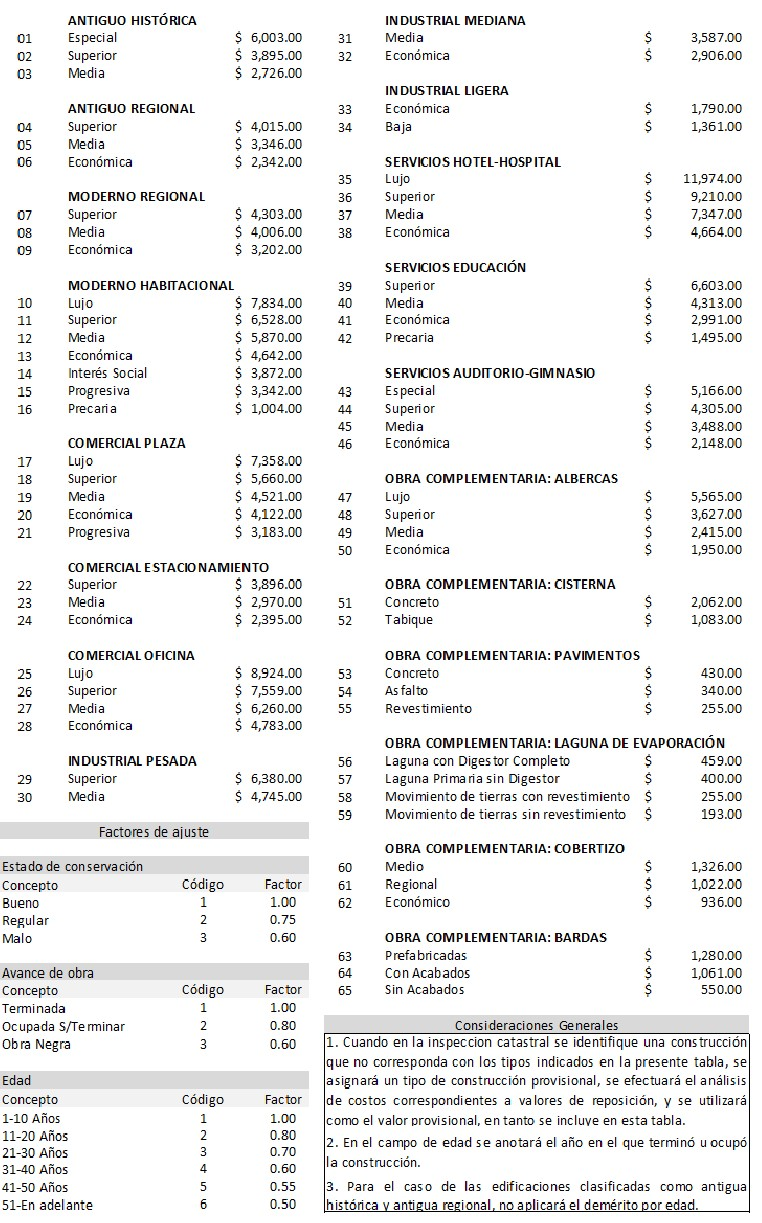 ANTIGUO HISTÓRICA
01 Especial $ 6,003.00
02 Superior $ 3,895.00
03 Media $ 2,726.00
ANTIGUO REGIONAL
04 Superior $ 4,015.00
05 Media $ 3,346.00
06 Económica $ 2,342.00
MODERNO REGIONAL
07 Superior $ 4,303.00
08 Media $ 4,006.00
09 Económica $ 3,202.00
MODERNO HABITACIONAL
10 Lujo $ 7,834.00
11 Superior $ 6,528.00
12 Media $ 5,870.00
13 Económica $ 4,642.00
14 Interés Social $ 3,872.00
15 Progresiva $ 3,342.00
16 Precaria $ 1,004.00
COMERCIAL PLAZA
17 Lujo $ 7,358.00
18 Superior $ 5,660.00
19 Media $ 4,521.00
20 Económica $ 4,122.00
21 Progresiva $ 3,183.00
COMERCIAL ESTACIONAMIENTO
22 Superior $ 3,896.00
23 Media $ 2,970.00
24 Económica $ 2,395.00
COMERCIAL OFICINA
25 Lujo $ 8,924.00
26 Superior $ 7,559.00
27 Media $ 6,260.00
28 Económica $ 4,783.00
INDUSTRIAL PESADA
29 Superior $ 6,380.00
30 Media $ 4,745.00
Factores de ajuste
Estado de conservación
Concepto Código Factor
Bueno 1 1.00
Regular 2 0.75
Malo 3 0.60
Avance de obra
Concepto Código Factor
Terminada 1 1.00
Ocupada S/Terminar 2 0.80
Obra Negra 3 0.60
Edad
Concepto Código Factor
1-10 Años 1 1.00
11-20 Años 2 0.80
21-30 Años 3 0.70
31-40 Años 4 0.60
41-50 Años 5 0.55
51-En adelante 6 0.50
INDUSTRIAL MEDIANA
31 Media $ 3,587.00
32 Económica $ 2,906.00
INDUSTRIAL LIGERA
33 Económica $ 1,790.00
34 Baja $ 1,361.00
SERVICIOS HOTEL-HOSPITAL
35 Lujo $ 11,974.00
36 Superior $ 9,210.00
37 Media $ 7,347.00
38 Económica $ 4,664.00
SERVICIOS EDUCACIÓN
39 Superior $ 6,603.00
40 Media $ 4,313.00
41 Económica $ 2,991.00
42 Precaria $ 1,495.00
SERVICIOS AUDITORIO-GIMNASIO
43 Especial $ 5,166.00
44 Superior $ 4,305.00
45 Media $ 3,488.00
46 Económica $ 2,148.00
OBRA COMPLEMENTARIA: ALBERCAS
47 Lujo $ 5,565.00
48 Superior $ 3,627.00
49 Media $ 2,415.00
50 Económica $ 1,950.00
OBRA COMPLEMENTARIA: CISTERNA
51 Concreto $ 2,062.00
52 Tabique $ 1,083.00
OBRA COMPLEMENTARIA: PAVIMENTOS
53 Concreto $ 430.00
54 Asfalto $ 340.00
55 Revestimiento $ 255.00
OBRA COMPLEMENTARIA: LAGUNA DE EVAPORACIÓN
56 Laguna con Digestor Completo $ 459.00
57 Laguna Primaria sin Digestor $ 400.00
58 Movimiento de tierras con revestimiento $ 255.00
59 Movimiento de tierras sin revestimiento $ 193.00
OBRA COMPLEMENTARIA: COBERTIZO
60 Medio $ 1,326.00
61 Regional $ 1,022.00
62 Económico $ 936.00
OBRA COMPLEMENTARIA: BARDAS
63 Prefabricadas $ 1,280.00
64 Con Acabados $ 1,061.00
65 Sin Acabados $ 550.00
Consideraciones Generales
1. Cuando en la inspeccion catastral se identifique una construcción
que no corresponda con los tipos indicados en la presente tabla, se
asignará un tipo de construcción provisional, se efectuará el análisis
de costos correspondientes a valores de reposición, y se utilizará
como el valor provisional, en tanto se incluye en esta tabla.
2. En el campo de edad se anotará el año en el que terminó u ocupó
la construcción.
3. Para el caso de las edificaciones clasificadas como antigua
histórica y antigua regional, no aplicará el demérito por edad.